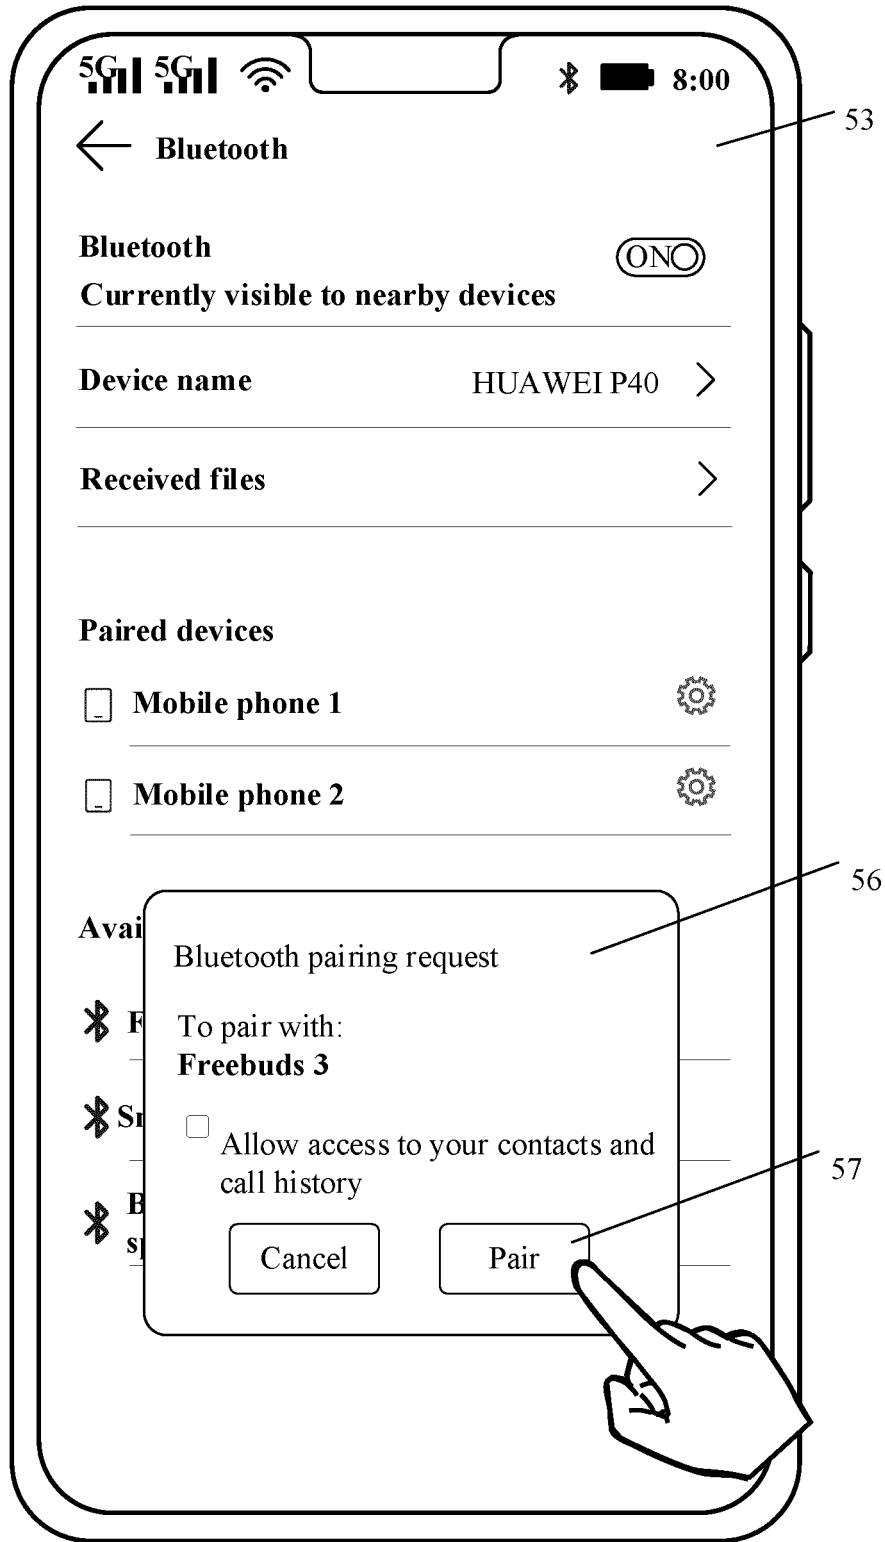 5G 5G 8:00
53
Bluetooth
Bluetooth ON
Currently visible to nearby devices
Device name HUAWEI P40
Received files
Paired devices
Mobile phone 1
Mobile phone 2
56
Avai
Bluetooth pairing request
F To pair with:
Freebuds 3
Allow access to your contacts and
call history
57
B
Cancel Pair